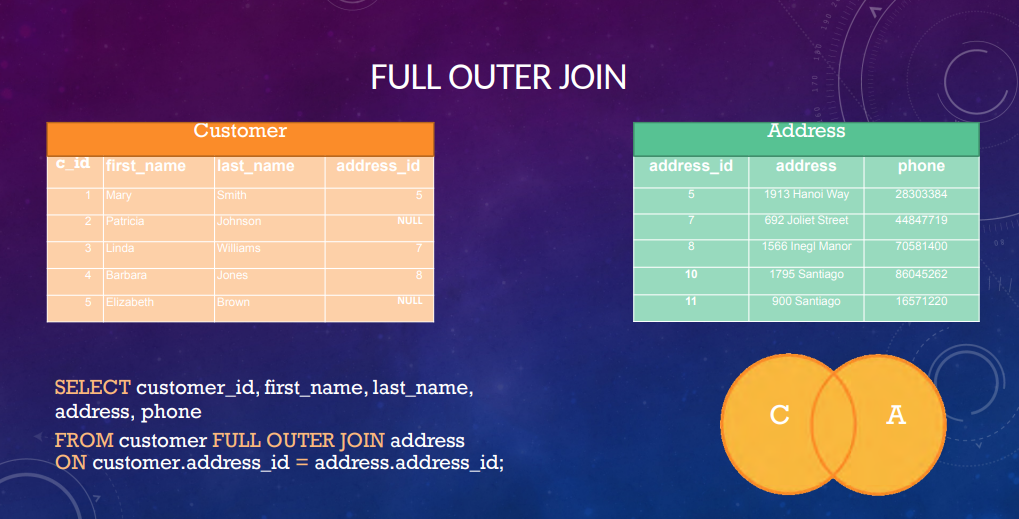 FULL OUTER JOIN
Customer
c_id first_name last_name address_id
1 Mary Smith 5
2 Patricia Johnson NULL
3 Linda Williams 7
4 Barbara Jones 8
5 Elizabeth Brown NULL
Address
address_id address phone
5 1913 Hanoi Way 28303384
7 692 Joliet Street 44847719
8 1566 Inegl Manor 70581400
10 1795 Santiago 86045262
11 900 Santiago 16571220
SELECT customer_id, first_name, last_name,
address, phone
FROM customer FULL OUTER JOIN address
ON customer.address_id = address.address_id;
C A